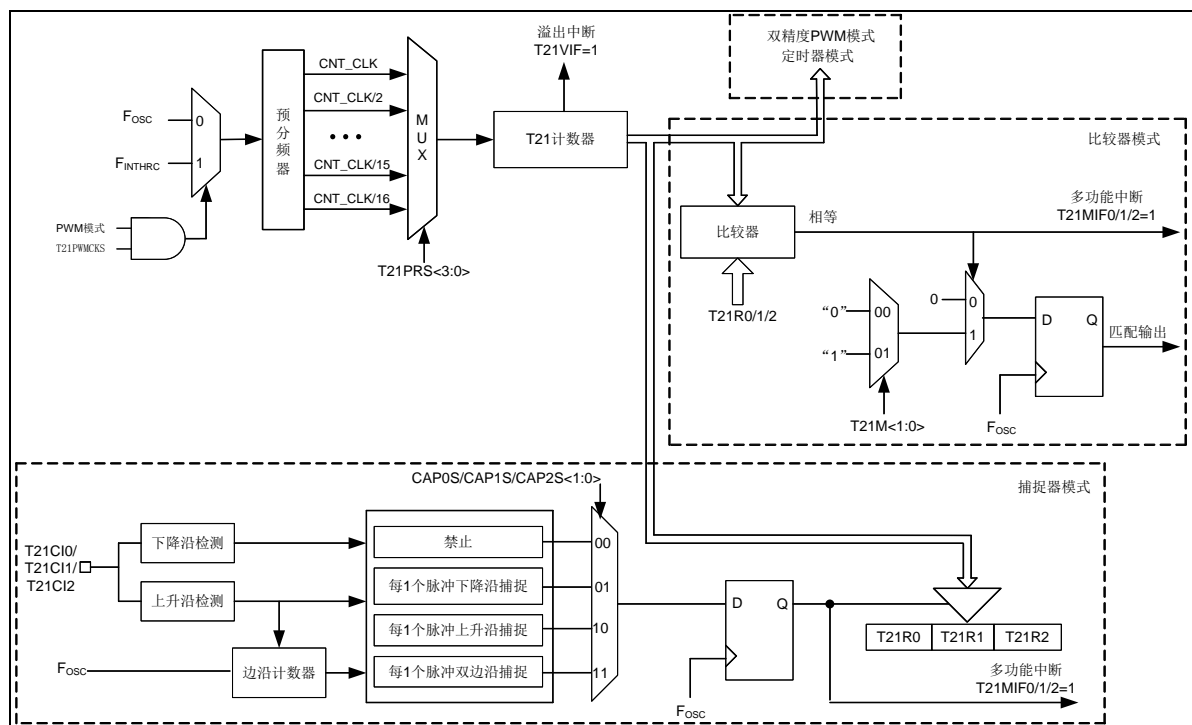 溢出中断
T21VIF=1
双精度PWM模式
定时器模式
FOSC
0
FINTHRC
1
PWM模式
T21PWMCKS
预分频器
CNT_CLK
CNT_CLK/2
CNT_CLK/15
CNT_CLK/16
MUX
T21PRS<3:0>
T21计数器
比较器模式
比较器
相等
多功能中断
T21MIF0/1/2=1
T21R0/1/2
“0”
00
“1”
01
T21M<1:0>
0
0
1
D
Q
FOSC
匹配输出
捕捉器模式
CAP0S/CAP1S/CAP2S<1:0>
T21CI0/
T21CI1/
T21CI2
下降沿检测
上升沿检测
FOSC
边沿计数器
禁止
每1个脉冲下降沿捕捉
每1个脉冲上升沿捕捉
每1个脉冲双边沿捕捉
00
01
10
11
D
Q
FOSC
T21R0
T21R1
T21R2
多功能中断
T21MIF0/1/2=1